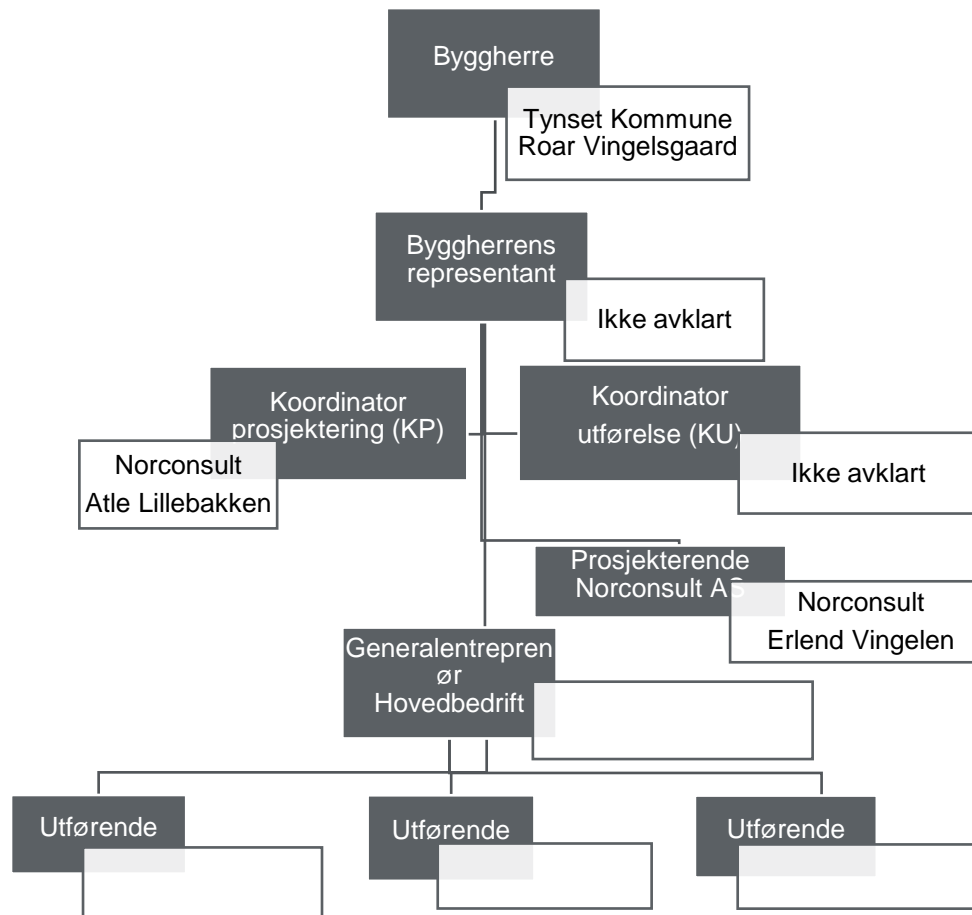 Byggherre
Tynset Kommune
Roar Vingelsgaard
Byggherrens
representant
Ikke avklart
Koordinator
prosjektering (KP)
Norconsult
Atle Lillebakken
Koordinator
utførelse (KU)
Ikke avklart
Prosjekterende
Norconsult AS
Norconsult
Erlend Vingelen
Generalentrepren
ør
Hovedbedrift
Utførende
Utførende
Utførende